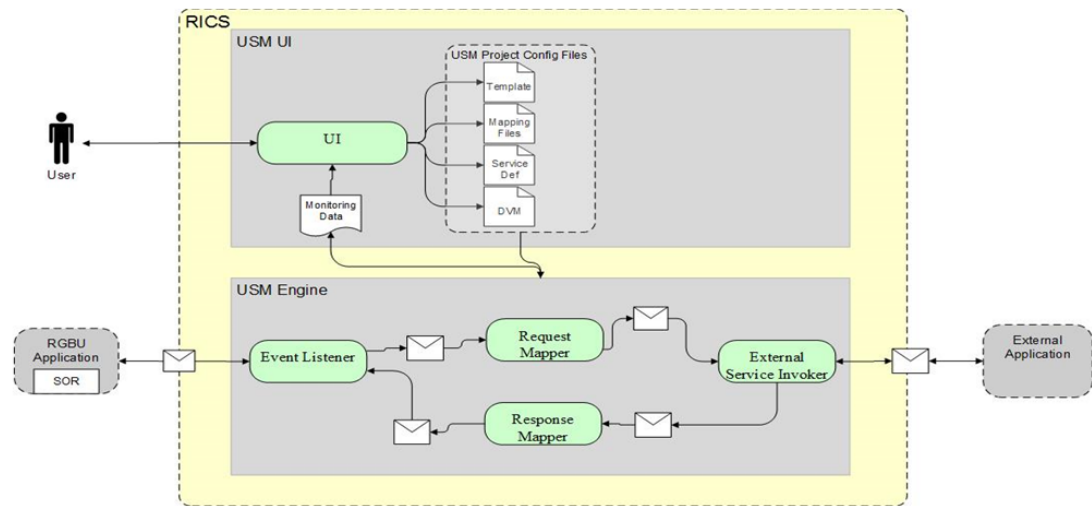 RICS
USM UI
USM Project Config Files
Template
Mapping
Files
Service
Def
DVM
UI
User
Monitoring
Data
USM Engine
RGBU
Application
SOR
Event Listener
Request
Mapper
External
Service Invoker
Response
Mapper
External
Application